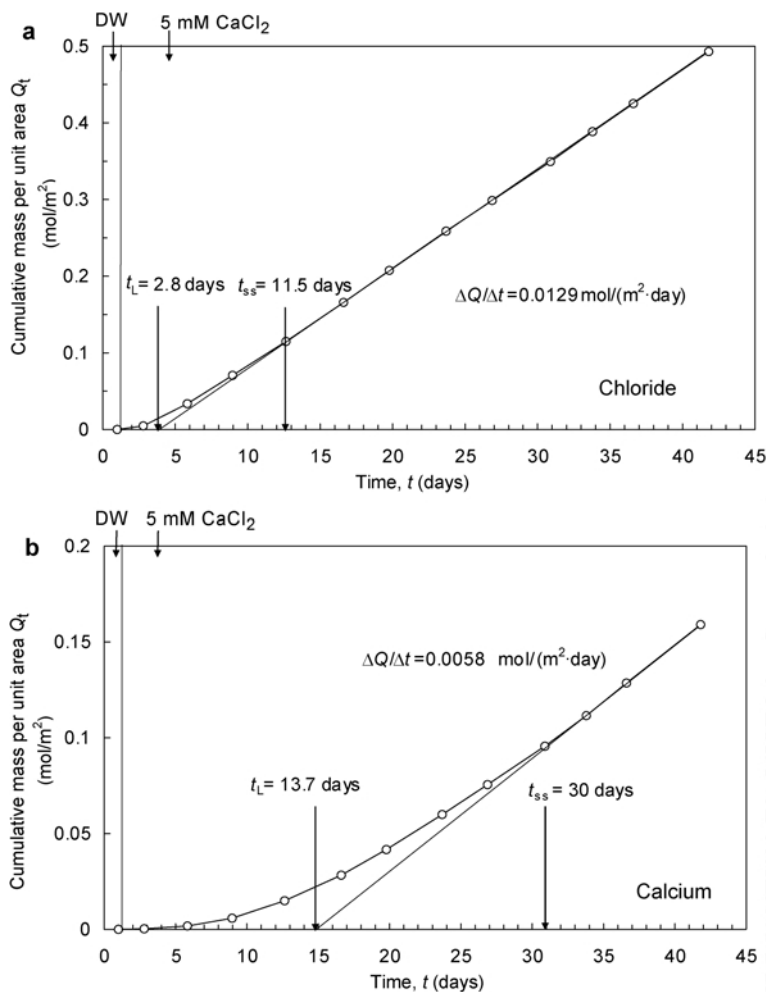 a
DW 5 mM CaCl₂
Cumulative mass per unit area Qₜ
(mol/m²)
0.5
0.4
0.3
0.2
0.1
0
t_L= 2.8 days t_ss= 11.5 days
ΔQ/Δt=0.0129 mol/(m²·day)
Chloride
0 5 10 15 20 25 30 35 40 45
Time, t (days)
b
DW 5 mM CaCl₂
Cumulative mass per unit area Qₜ
(mol/m²)
0.2
0.15
0.1
0.05
0
ΔQ/Δt=0.0058 mol/(m²·day)
t_L= 13.7 days
t_ss = 30 days
Calcium
0 5 10 15 20 25 30 35 40 45
Time, t (days)